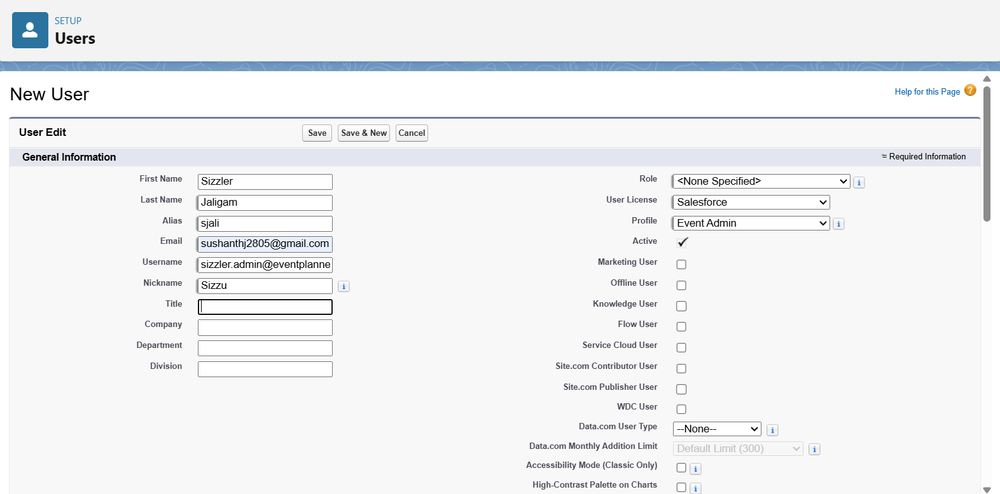 SETUP
Users
New User
Help for this Page ?
User Edit
Save
Save & New
Cancel
General Information
= Required Information
First Name
Sizzler
Last Name
Jaligam
Alias
sjali
Email
sushanthj2805@gmail.com
Username
sizzler.admin@eventplanne
Nickname
Sizzu
i
Title
Company
Department
Division
Role
<None Specified>
i
User License
Salesforce
Profile
Event Admin
i
Active
Marketing User
Offline User
Knowledge User
Flow User
Service Cloud User
Site.com Contributor User
Site.com Publisher User
WDC User
Data.com User Type
--None--
i
Data.com Monthly Addition Limit
Default Limit (300)
i
Accessibility Mode (Classic Only)
i
High-Contrast Palette on Charts
i